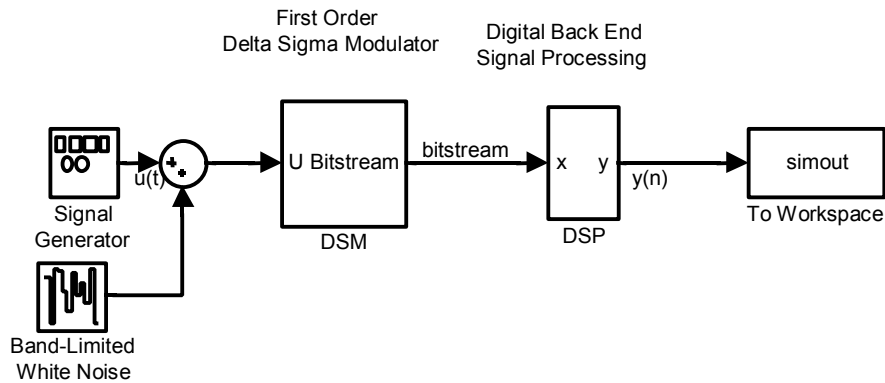 First Order
Delta Sigma Modulator
Digital Back End
Signal Processing
u(t)
U Bitstream
bitstream
x y
y(n)
simout
Signal
Generator
DSM
DSP
To Workspace
Band-Limited
White Noise